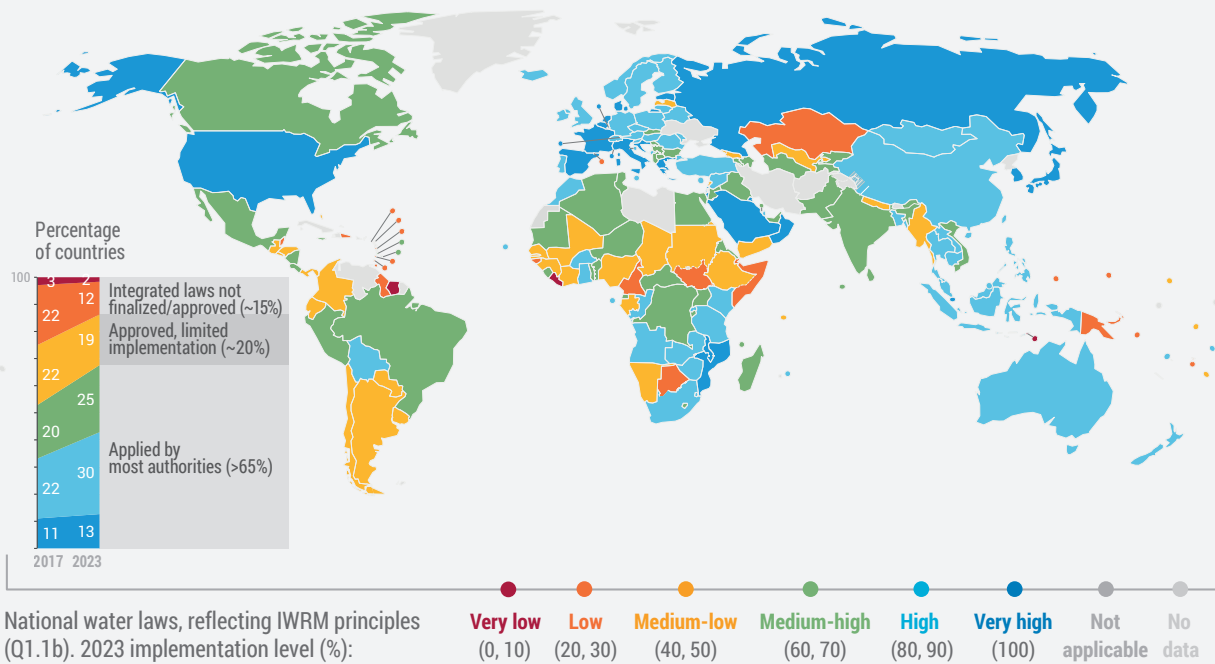 Percentage
of countries
100
3 2
12
22
19
22
25
20
30
22
11 13
2017 2023
Integrated laws not
finalized/approved (~15%)
Approved, limited
implementation (~20%)
Applied by
most authorities (>65%)
National water laws, reflecting IWRM principles
(Q1.1b). 2023 implementation level (%):
Very low
(0, 10)
Low
(20, 30)
Medium-low
(40, 50)
Medium-high
(60, 70)
High
(80, 90)
Very high
(100)
Not
applicable
No
data